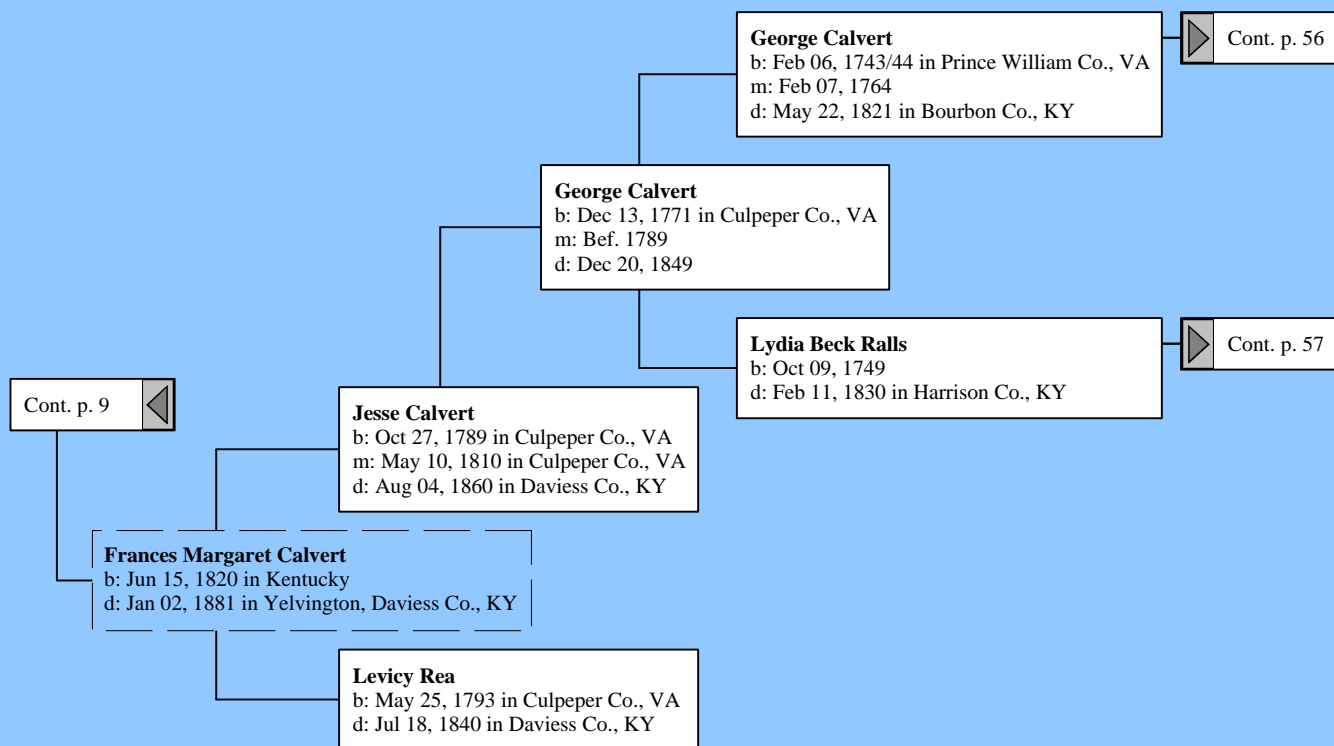 George Calvert
b: Feb 06, 1743/44 in Prince William Co., VA
m: Feb 07, 1764
d: May 22, 1821 in Bourbon Co., KY
Cont. p. 56
George Calvert
b: Dec 13, 1771 in Culpeper Co., VA
m: Bef. 1789
d: Dec 20, 1849
Lydia Beck Ralls
b: Oct 09, 1749
d: Feb 11, 1830 in Harrison Co., KY
Cont. p. 57
Cont. p. 9
Jesse Calvert
b: Oct 27, 1789 in Culpeper Co., VA
m: May 10, 1810 in Culpeper Co., VA
d: Aug 04, 1860 in Daviess Co., KY
Frances Margaret Calvert
b: Jun 15, 1820 in Kentucky
d: Jan 02, 1881 in Yelvington, Daviess Co., KY
Levicy Rea
b: May 25, 1793 in Culpeper Co., VA
d: Jul 18, 1840 in Daviess Co., KY